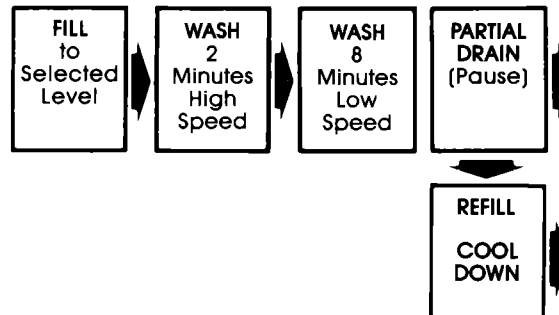 FILL
to
Selected
Level
WASH
2
Minutes
High
Speed
WASH
8
Minutes
Low
Speed
PARTIAL
DRAIN
(Pause)
REFILL
COOL
DOWN